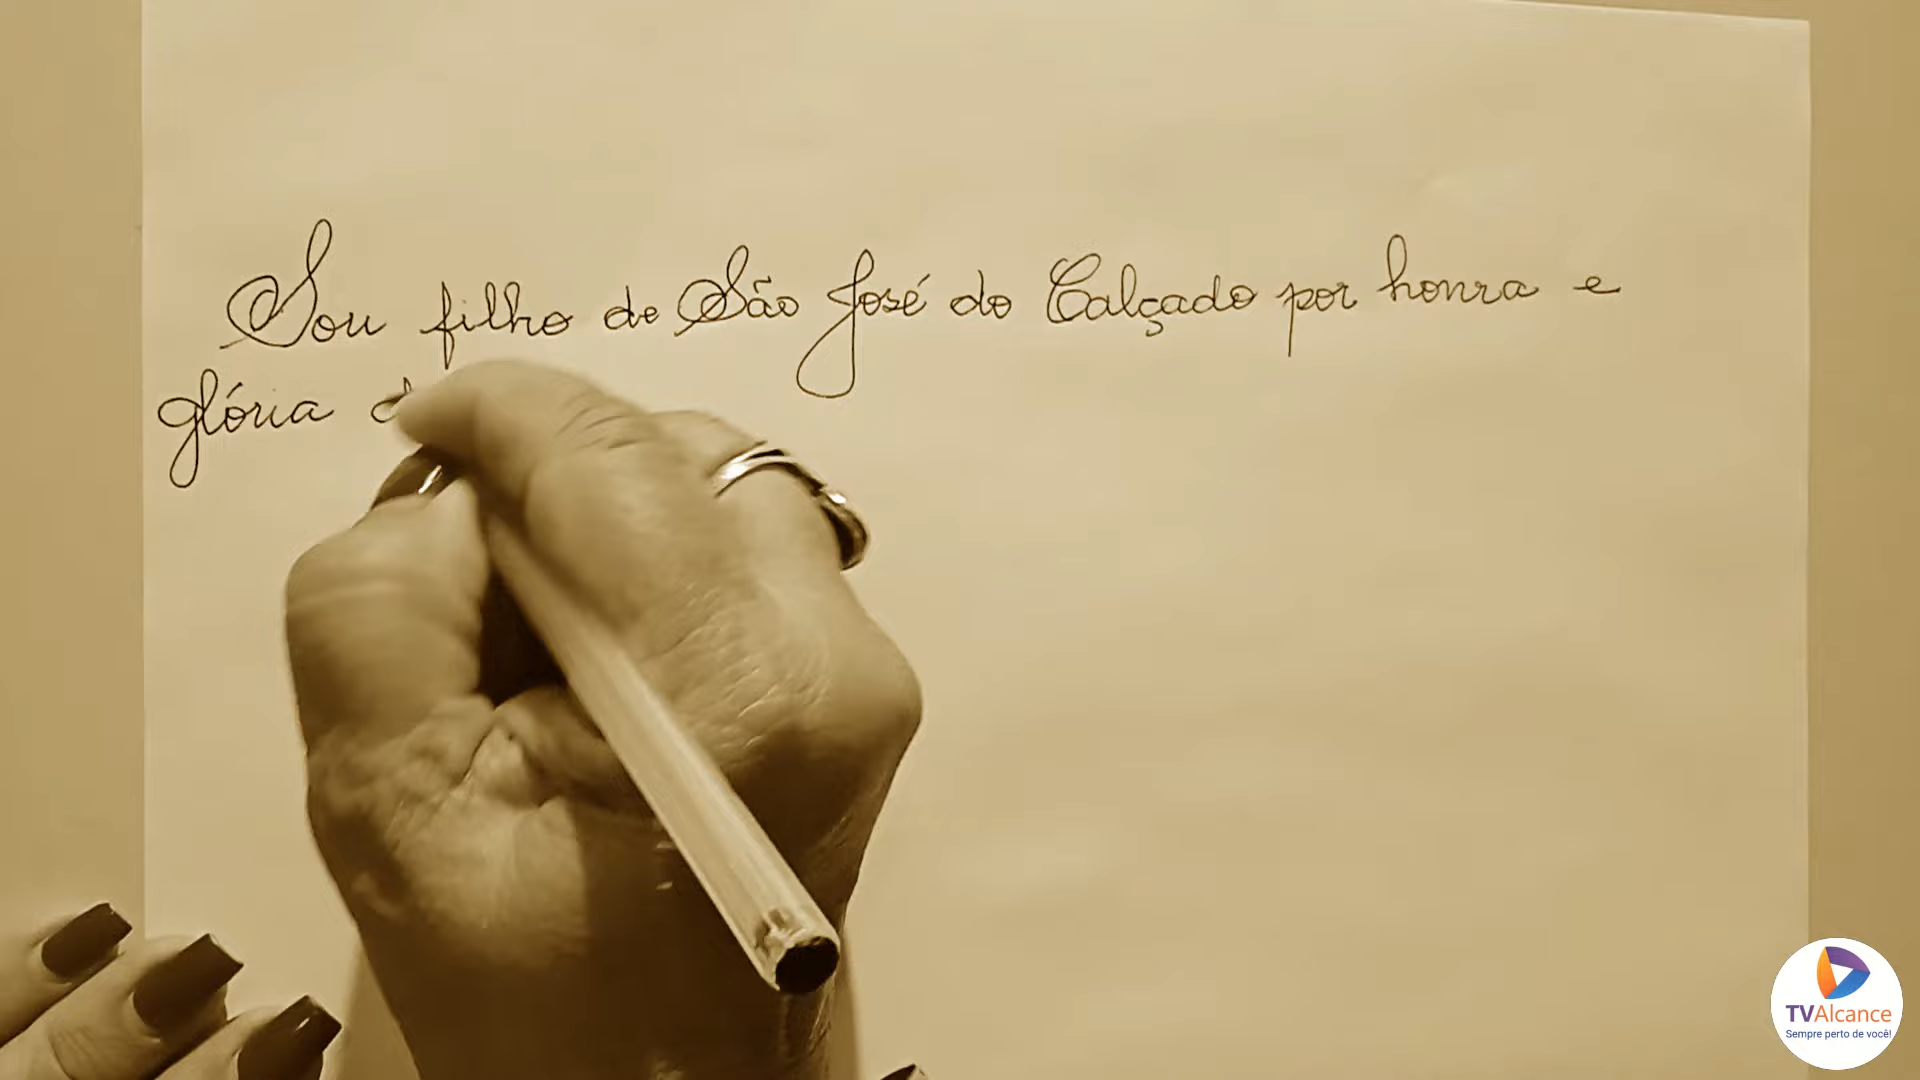 Sou filho de São José do Calçado por honra e
glória d
TVAlcance
Sempre perto de você!